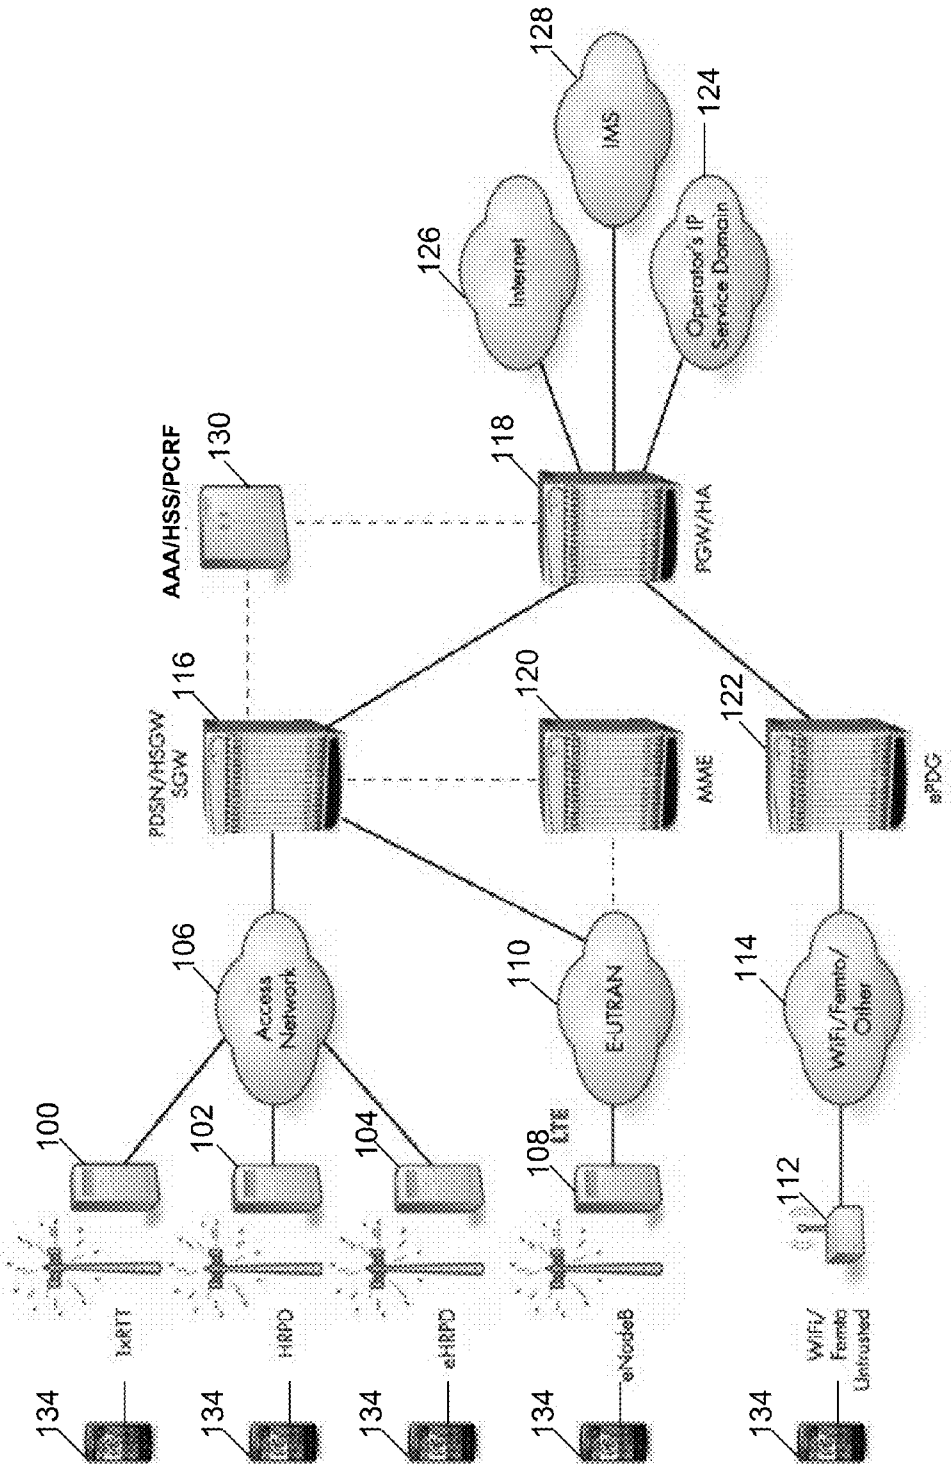 134
1xRTT
100
134
HRPD
102
106
Access
Network
134
eHRPD
104
PDSN/HSGW
SGW
116
AAA/HSS/PCRF
130
126
Internet
128
IMS
124
Operator's IP
Service Domain
118
PGW/HA
134
eNodeB
108
LTE
110
E-UTRAN
120
MME
134
WiFi/
Femto
Untrusted
112
114
WiFi/Femto/
Other
122
ePDG